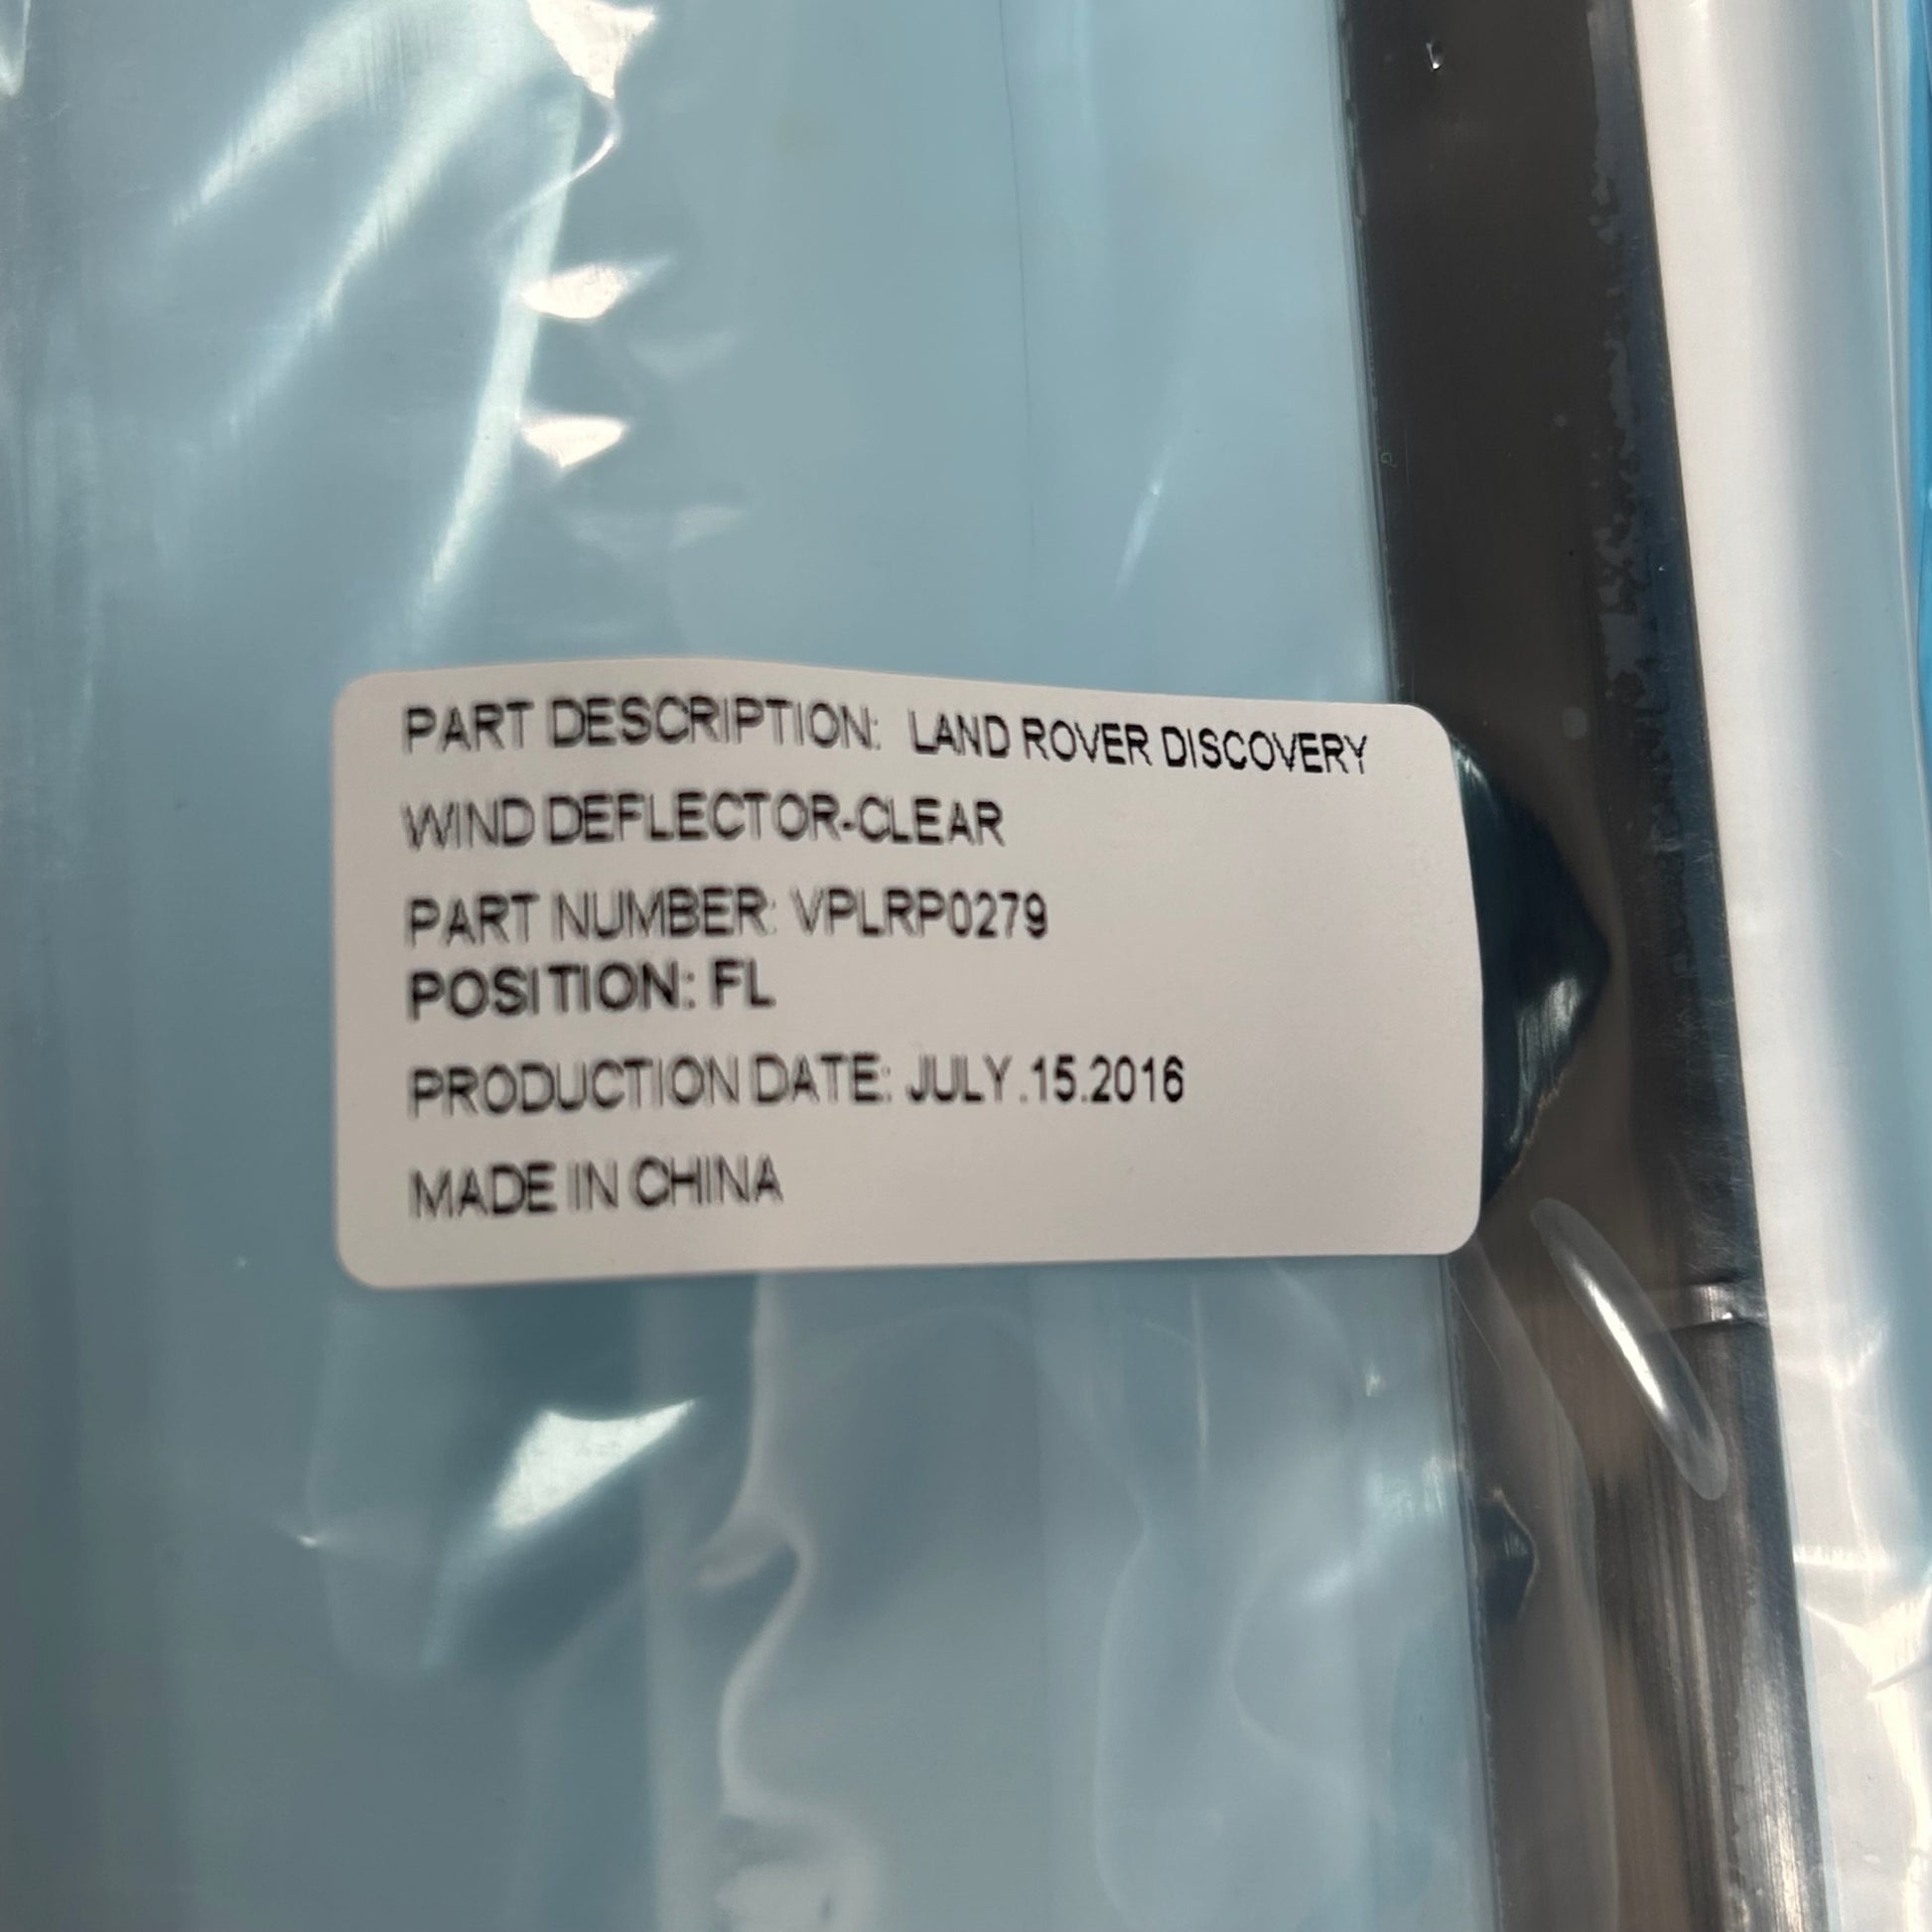 PART DESCRIPTION: LAND ROVER DISCOVERY
WIND DEFLECTOR-CLEAR
PART NUMBER: VPLRP0279
POSITION: FL
PRODUCTION DATE: JULY.15.2016
MADE IN CHINA